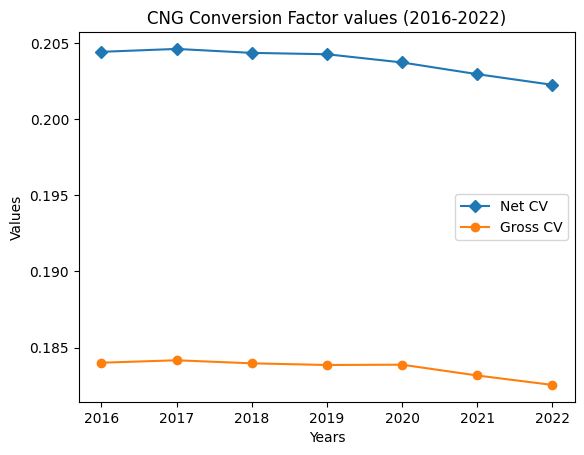 CNG Conversion Factor values (2016-2022)
0.205
0.200
0.195
0.190
0.185
Values
Net CV
Gross CV
2016 2017 2018 2019 2020 2021 2022
Years